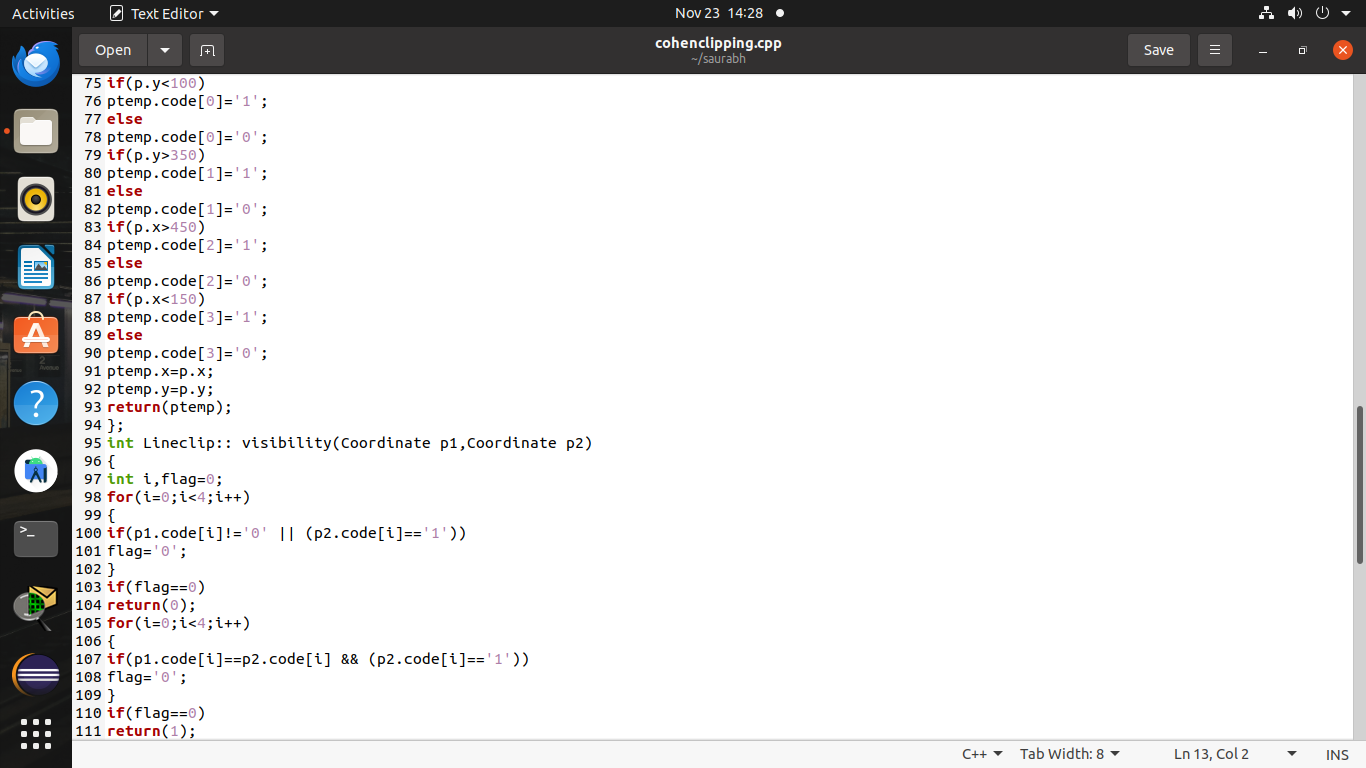 Activities Text Editor Nov 23 14:28
Open cohenclipping.cpp Save
~/saurabh
75 if(p.y<100)
76 ptemp.code[0]='1';
77 else
78 ptemp.code[0]='0';
79 if(p.y>350)
80 ptemp.code[1]='1';
81 else
82 ptemp.code[1]='0';
83 if(p.x>450)
84 ptemp.code[2]='1';
85 else
86 ptemp.code[2]='0';
87 if(p.x<150)
88 ptemp.code[3]='1';
89 else
90 ptemp.code[3]='0';
91 ptemp.x=p.x;
92 ptemp.y=p.y;
93 return(ptemp);
94 };
95 int Lineclip:: visibility(Coordinate p1,Coordinate p2)
96 {
97 int i,flag=0;
98 for(i=0;i<4;i++)
99 {
100 if(p1.code[i]!='0' || (p2.code[i]=='1'))
101 flag='0';
102 }
103 if(flag==0)
104 return(0);
105 for(i=0;i<4;i++)
106 {
107 if(p1.code[i]==p2.code[i] && (p2.code[i]=='1'))
108 flag='0';
109 }
110 if(flag==0)
111 return(1);
C++ Tab Width: 8 Ln 13, Col 2 INS